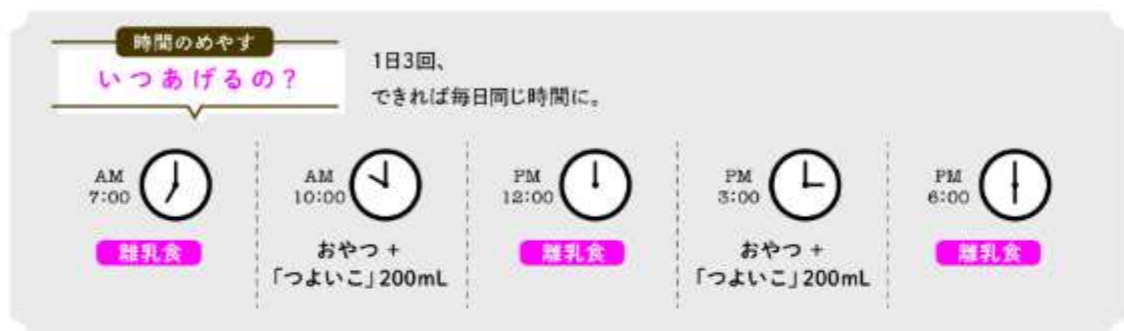 時間のめやす
いつあげるの?
1日3回、
できれば毎日同じ時間に。
AM
7:00
離乳食
AM
10:00
おやつ +
「つよいこ」200mL
PM
12:00
離乳食
PM
3:00
おやつ +
「つよいこ」200mL
PM
6:00
離乳食